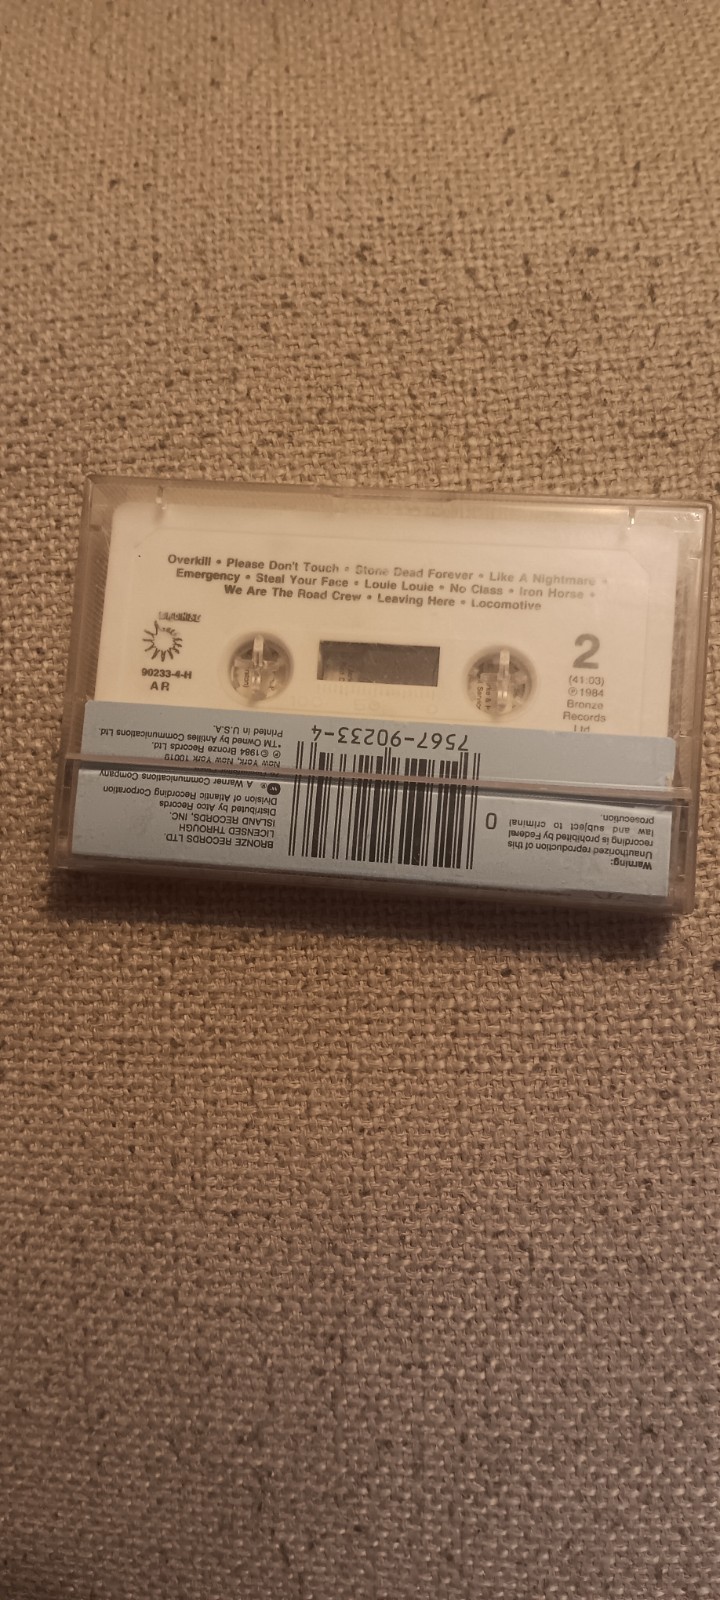 Overkill • Please Don't Touch • Stone Dead Forever • Like A Nightmare •
Emergency • Steal Your Face • Louie Louie • No Class • Iron Horse •
We Are The Road Crew • Leaving Here • Locomotive
90233-4-H
AR
2
(41:03)
℗1984
Bronze
Records
Ltd.
BRONZE RECORDS LTD.
LICENSED THROUGH
ISLAND RECORDS, INC.
Distributed by Atco Records
Division of Atlantic Recording Corporation
A Warner Communications Company
New York, New York 10019
℗ ©1984 Bronze Records Ltd.
*TM Owned by Antilles Communications Ltd.
Printed in U.S.A.
0
7567-90233-4
Warning:
Unauthorized reproduction of this
recording is prohibited by Federal
law and subject to criminal
prosecution.